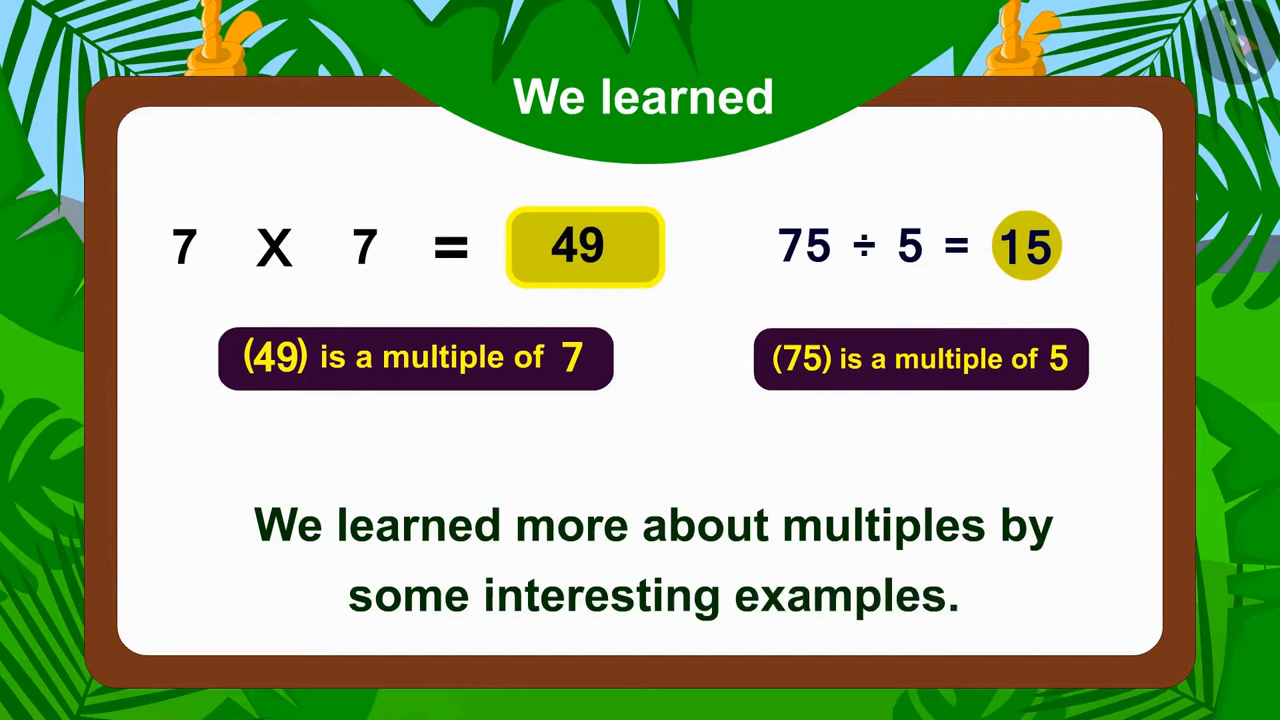 We learned
7 X 7 = 49
75 ÷ 5 = 15
(49) is a multiple of 7
(75) is a multiple of 5
We learned more about multiples by
some interesting examples.